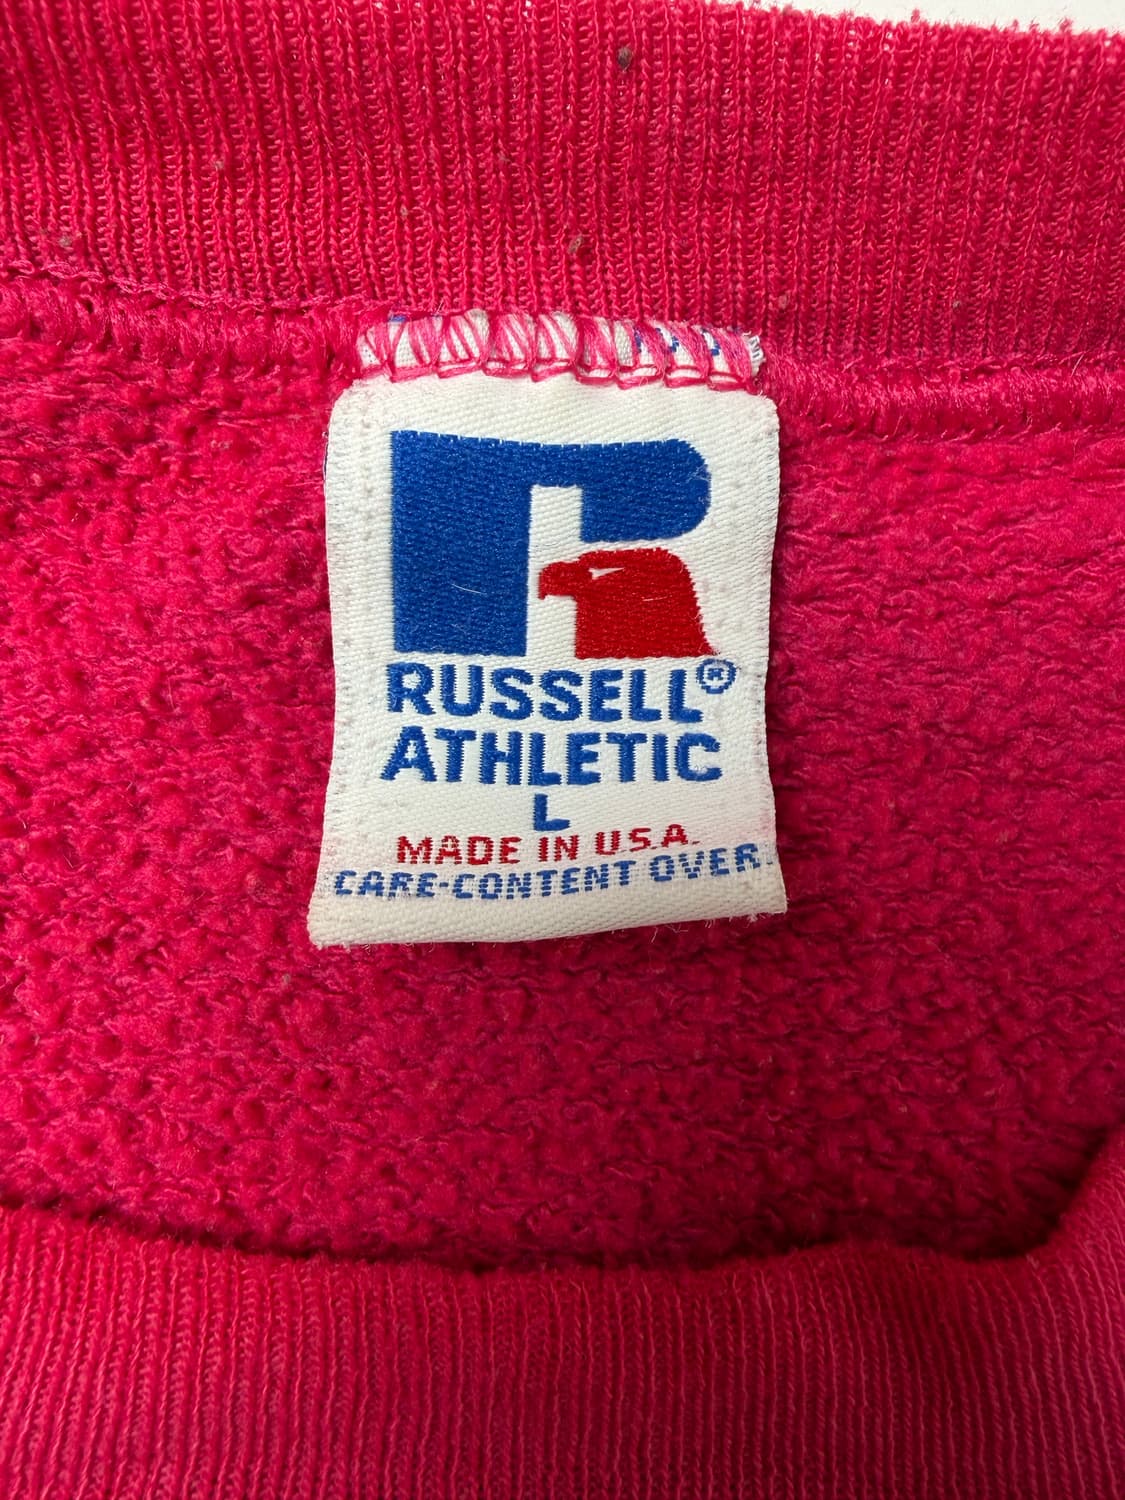 RUSSELL®
ATHLETIC
L
MADE IN U.S.A.
CARE-CONTENT OVER.